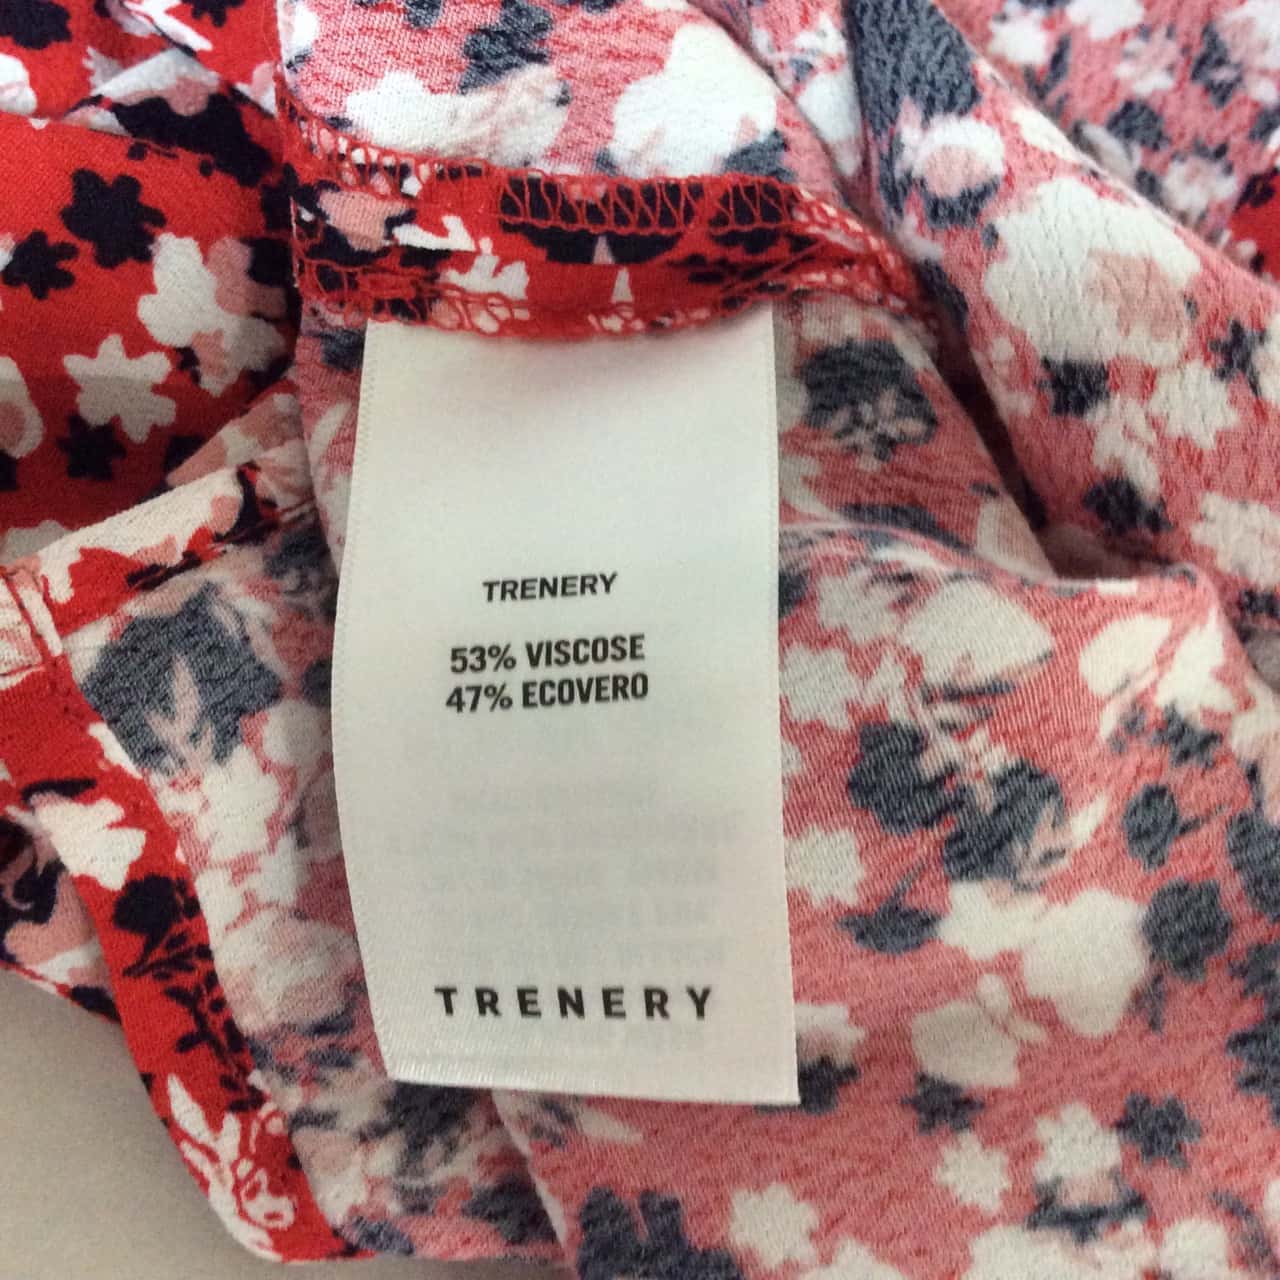 TRENERY
53% VISCOSE
47% ECOVERO
TRENERY